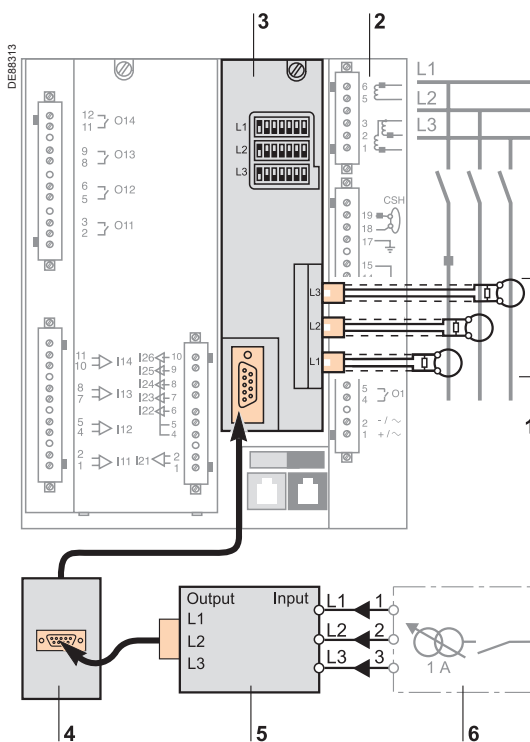 DE88313
3
2
L1
L2
L3
12
11
O14
9
8
O13
6
5
O12
3
2
O11
L1
L2
L3
6
5
3
2
1
CSH
19
18
17
15
L3
L2
L1
11
10
I14
8
7
I13
5
4
I12
2
1
I11
I26
10
I25
9
I24
8
I23
7
I22
6
5
4
I21
2
1
5
4
O1
2
- / ∼
1
+ / ∼
1
Output
Input
L1
L2
L3
L1
1
L2
2
L3
3
1 A
4
5
6